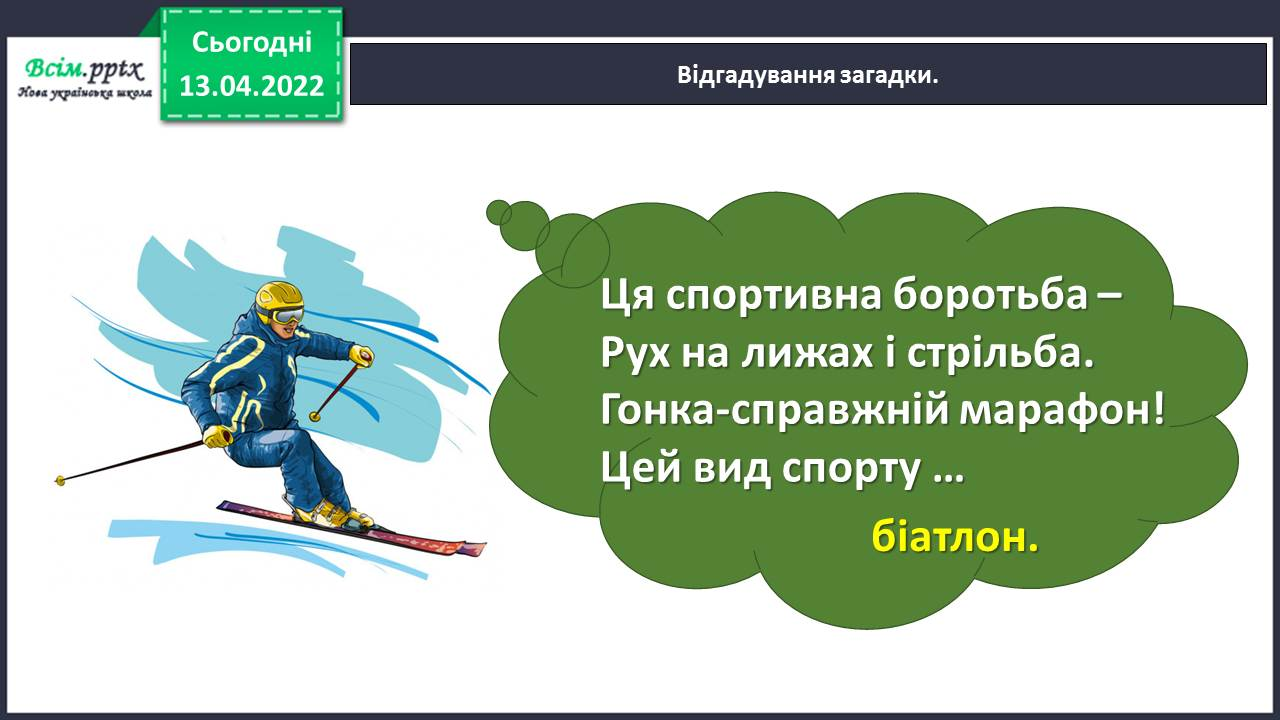 Всім.pptx
Нова українська школа
Сьогодні
13.04.2022
Відгадування загадки.
Ця спортивна боротьба –
Рух на лижах і стрільба.
Гонка-справжній марафон!
Цей вид спорту ...
біатлон.